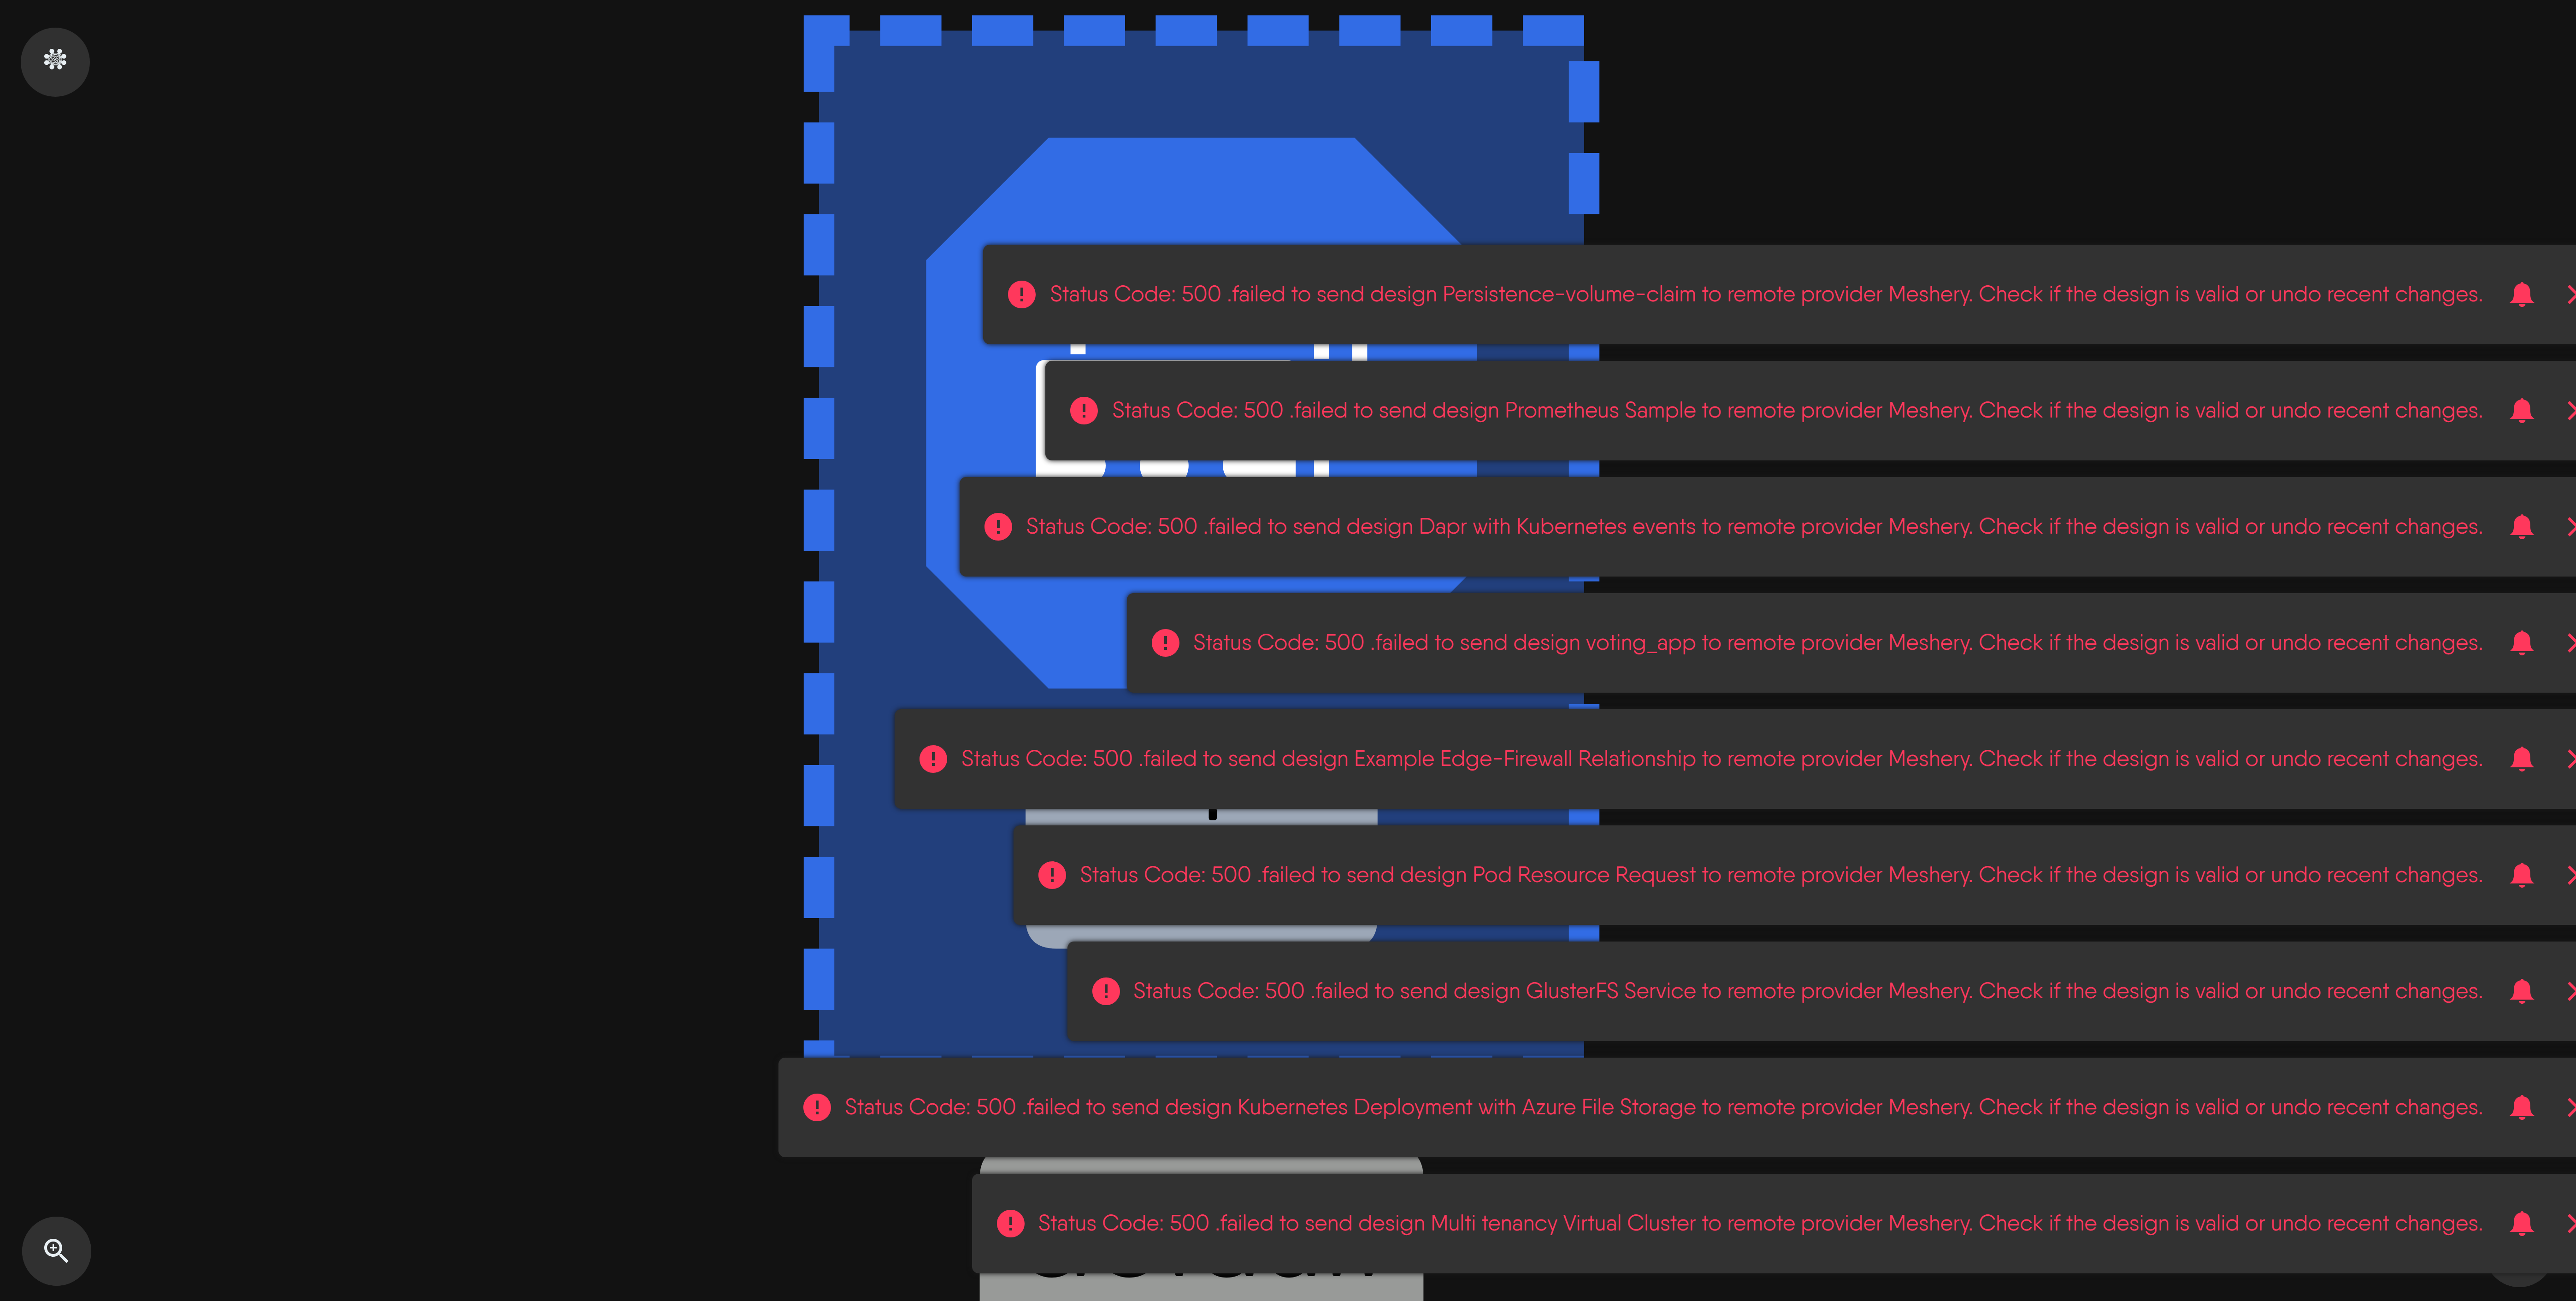 Status Code: 500 .failed to send design Persistence-volume-claim to remote provider Meshery. Check if the design is valid or undo recent changes.
Status Code: 500 .failed to send design Prometheus Sample to remote provider Meshery. Check if the design is valid or undo recent changes.
Status Code: 500 .failed to send design Dapr with Kubernetes events to remote provider Meshery. Check if the design is valid or undo recent changes.
Status Code: 500 .failed to send design voting_app to remote provider Meshery. Check if the design is valid or undo recent changes.
Status Code: 500 .failed to send design Example Edge-Firewall Relationship to remote provider Meshery. Check if the design is valid or undo recent changes.
Status Code: 500 .failed to send design Pod Resource Request to remote provider Meshery. Check if the design is valid or undo recent changes.
Status Code: 500 .failed to send design GlusterFS Service to remote provider Meshery. Check if the design is valid or undo recent changes.
Status Code: 500 .failed to send design Kubernetes Deployment with Azure File Storage to remote provider Meshery. Check if the design is valid or undo recent changes.
Status Code: 500 .failed to send design Multi tenancy Virtual Cluster to remote provider Meshery. Check if the design is valid or undo recent changes.